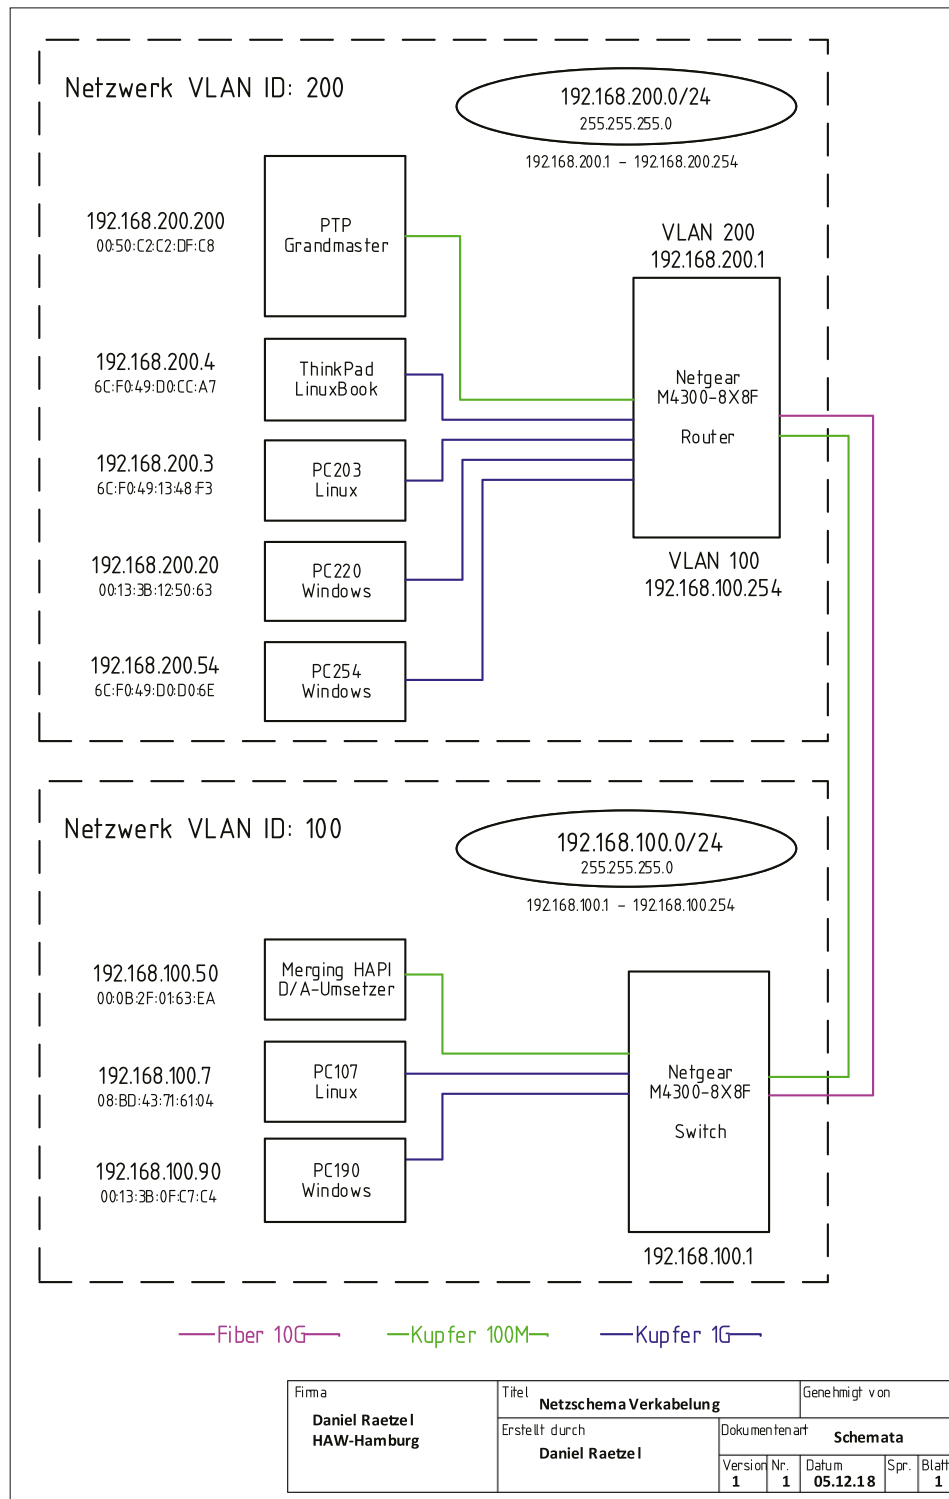 Netzwerk VLAN ID: 200
192.168.200.0/24
255.255.255.0
192.168.200.1 - 192.168.200.254
192.168.200.200
00:50:C2:C2:DF:C8
PTP
Grandmaster
VLAN 200
192.168.200.1
192.168.200.4
6C:F0:49:D0:CC:A7
ThinkPad
LinuxBook
Netgear
M4300-8X8F
Router
192.168.200.3
6C:F0:49:13:48:F3
PC203
Linux
192.168.200.20
00:13:3B:12:50:63
PC220
Windows
VLAN 100
192.168.100.254
192.168.200.54
6C:F0:49:D0:D0:6E
PC254
Windows
Netzwerk VLAN ID: 100
192.168.100.0/24
255.255.255.0
192.168.100.1 - 192.168.100.254
192.168.100.50
00:0B:2F:01:63:EA
Merging HAPI
D/A-Umsetzer
192.168.100.7
08:BD:43:71:61:04
PC107
Linux
Netgear
M4300-8X8F
Switch
192.168.100.90
00:13:3B:0F:C7:C4
PC190
Windows
192.168.100.1
Fiber 10G
Kupfer 100M
Kupfer 1G
Firma
Daniel Raetzel
HAW-Hamburg
Titel
Netzschema Verkabelung
Genehmigt von
Erstellt durch
Daniel Raetzel
Dokumentenart
Schemata
Version
1
Nr.
1
Datum
05.12.18
Spr.
Blatt
1